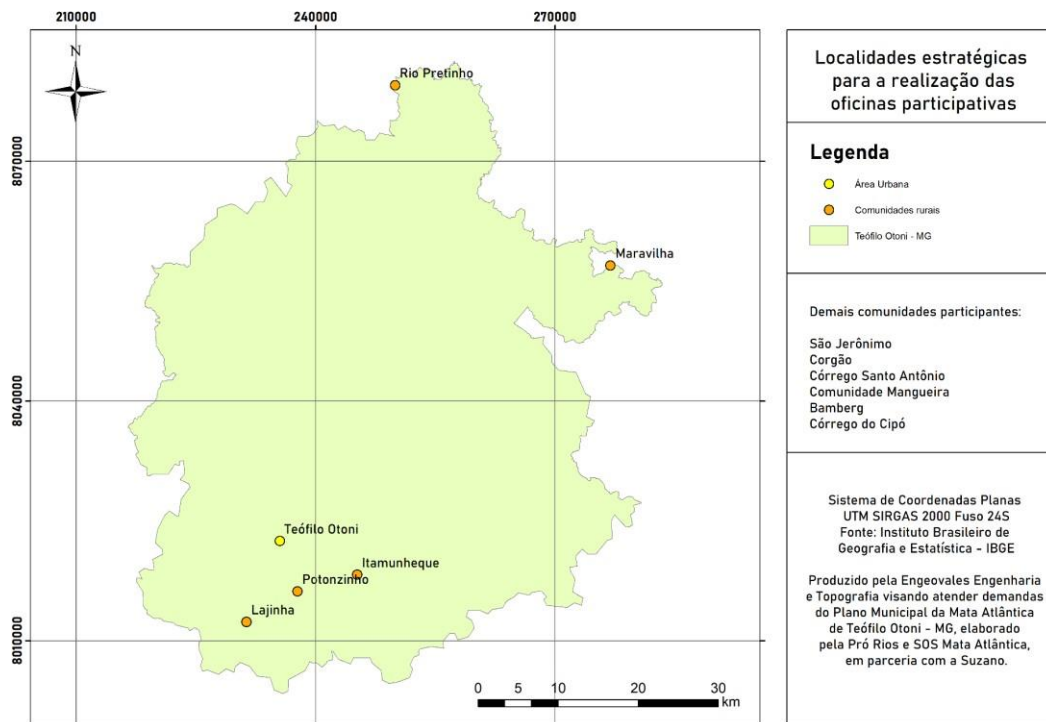 210000
240000
270000
N
8070000
8040000
8010000
Rio Pretinho
Maravilha
Teófilo Otoni
Itamunheque
Potonzinho
Lajinha
0 5 10 20 30
km
Localidades estratégicas
para a realização das
oficinas participativas
Legenda
Área Urbana
Comunidades rurais
Teófilo Otoni - MG
Demais comunidades participantes:
São Jerônimo
Corgão
Córrego Santo Antônio
Comunidade Mangueira
Bamberg
Córrego do Cipó
Sistema de Coordenadas Planas
UTM SIRGAS 2000 Fuso 24S
Fonte: Instituto Brasileiro de
Geografia e Estatística - IBGE
Produzido pela Engeovales Engenharia
e Topografia visando atender demandas
do Plano Municipal da Mata Atlântica
de Teófilo Otoni - MG, elaborado
pela Pró Rios e SOS Mata Atlântica,
em parceria com a Suzano.